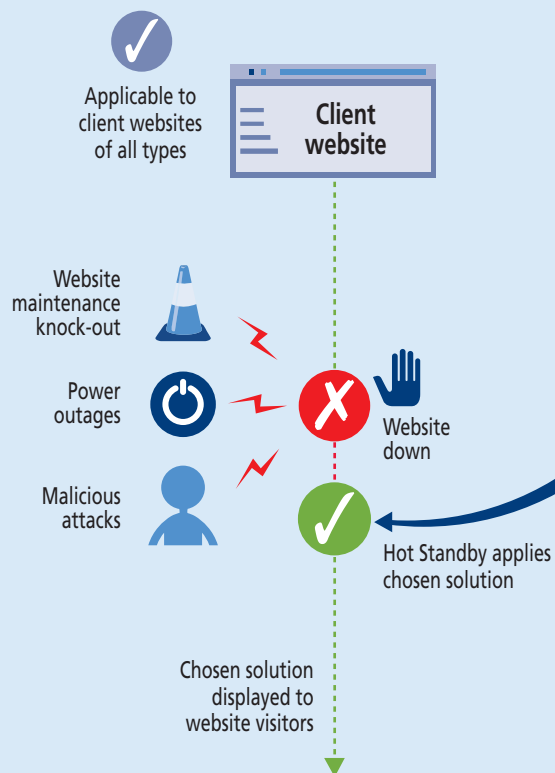 Applicable to
client websites
of all types
Client
website
Website
maintenance
knock-out
Power
outages
Website
down
Malicious
attacks
Hot Standby applies
chosen solution
Chosen solution
displayed to
website visitors